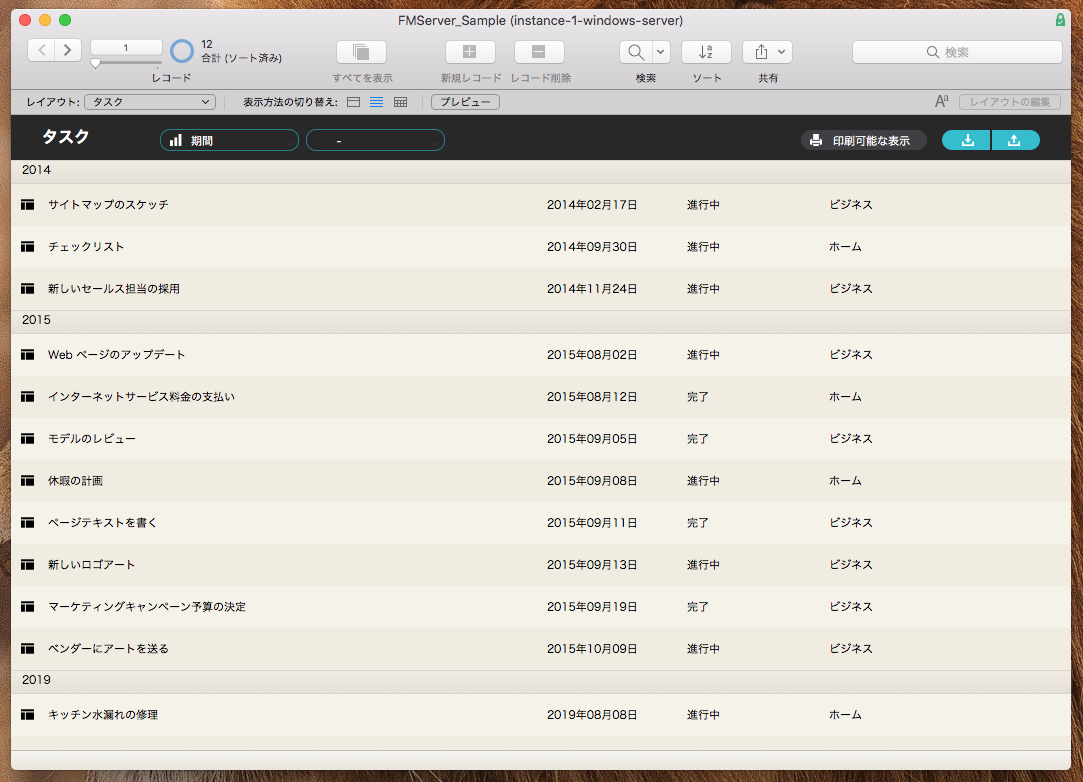 FMServer_Sample (instance-1-windows-server)
1
12
合計 (ソート済み)
レコード
すべてを表示
新規レコード
レコード削除
検索
ソート
共有
検索
レイアウト: タスク
表示方法の切り替え:
プレビュー
Aa
レイアウトの編集
タスク
期間
-
印刷可能な表示
2014
サイトマップのスケッチ 2014年02月17日 進行中 ビジネス
チェックリスト 2014年09月30日 進行中 ホーム
新しいセールス担当の採用 2014年11月24日 進行中 ビジネス
2015
Web ページのアップデート 2015年08月02日 進行中 ビジネス
インターネットサービス料金の支払い 2015年08月12日 完了 ホーム
モデルのレビュー 2015年09月05日 完了 ビジネス
休暇の計画 2015年09月08日 進行中 ホーム
ページテキストを書く 2015年09月11日 完了 ビジネス
新しいロゴアート 2015年09月13日 進行中 ビジネス
マーケティングキャンペーン予算の決定 2015年09月19日 完了 ビジネス
ベンダーにアートを送る 2015年10月09日 進行中 ビジネス
2019
キッチン水漏れの修理 2019年08月08日 進行中 ホーム